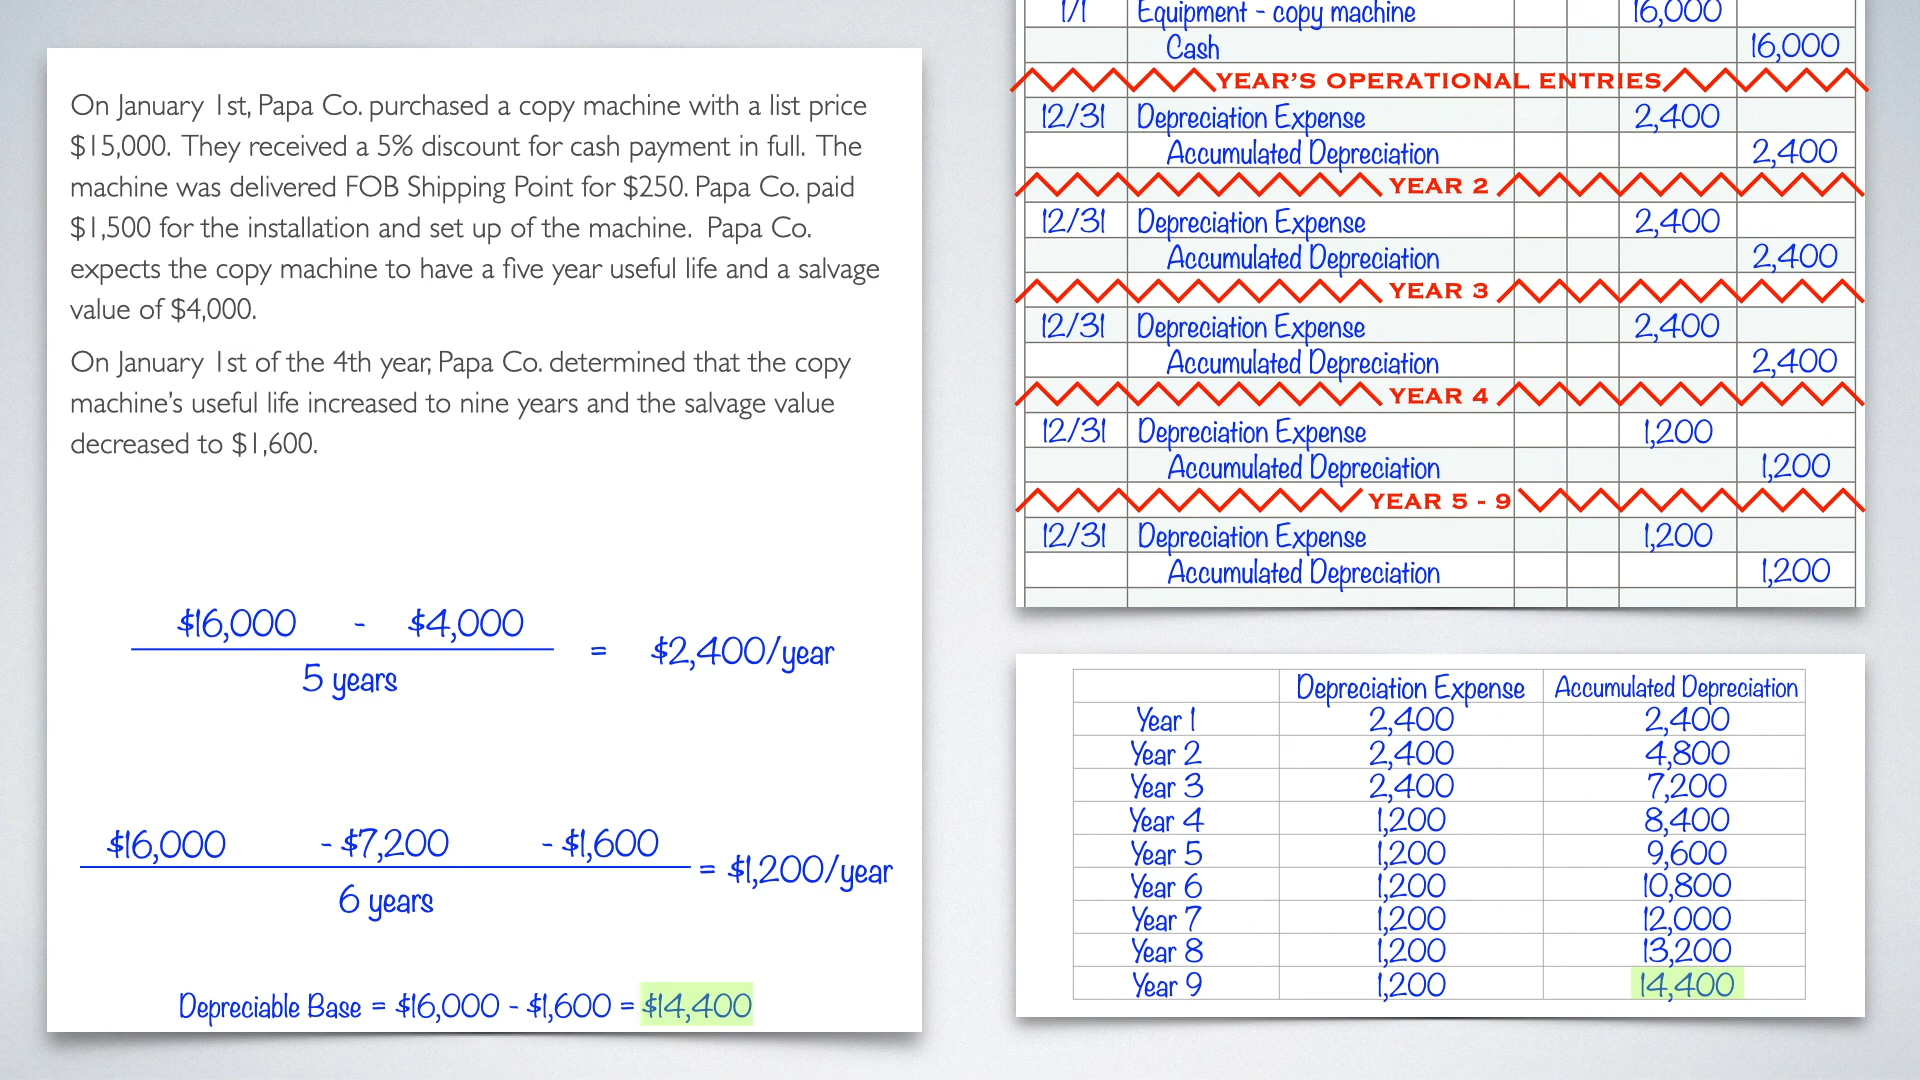 On January 1st, Papa Co. purchased a copy machine with a list price
$15,000. They received a 5% discount for cash payment in full. The
machine was delivered FOB Shipping Point for $250. Papa Co. paid
$1,500 for the installation and set up of the machine. Papa Co.
expects the copy machine to have a five year useful life and a salvage
value of $4,000.
On January 1st of the 4th year, Papa Co. determined that the copy
machine's useful life increased to nine years and the salvage value
decreased to $1,600.
$16,000 - $4,000
5 years
= $2,400/year
$16,000 - $7,200 - $1,600
6 years
= $1,200/year
Depreciable Base = $16,000 - $1,600 = $14,400
1/1 Equipment - copy machine 16,000
Cash 16,000
YEAR'S OPERATIONAL ENTRIES
12/31 Depreciation Expense 2,400
Accumulated Depreciation 2,400
YEAR 2
12/31 Depreciation Expense 2,400
Accumulated Depreciation 2,400
YEAR 3
12/31 Depreciation Expense 2,400
Accumulated Depreciation 2,400
YEAR 4
12/31 Depreciation Expense 1,200
Accumulated Depreciation 1,200
YEAR 5 - 9
12/31 Depreciation Expense 1,200
Accumulated Depreciation 1,200
Depreciation Expense Accumulated Depreciation
Year 1 2,400 2,400
Year 2 2,400 4,800
Year 3 2,400 7,200
Year 4 1,200 8,400
Year 5 1,200 9,600
Year 6 1,200 10,800
Year 7 1,200 12,000
Year 8 1,200 13,200
Year 9 1,200 14,400